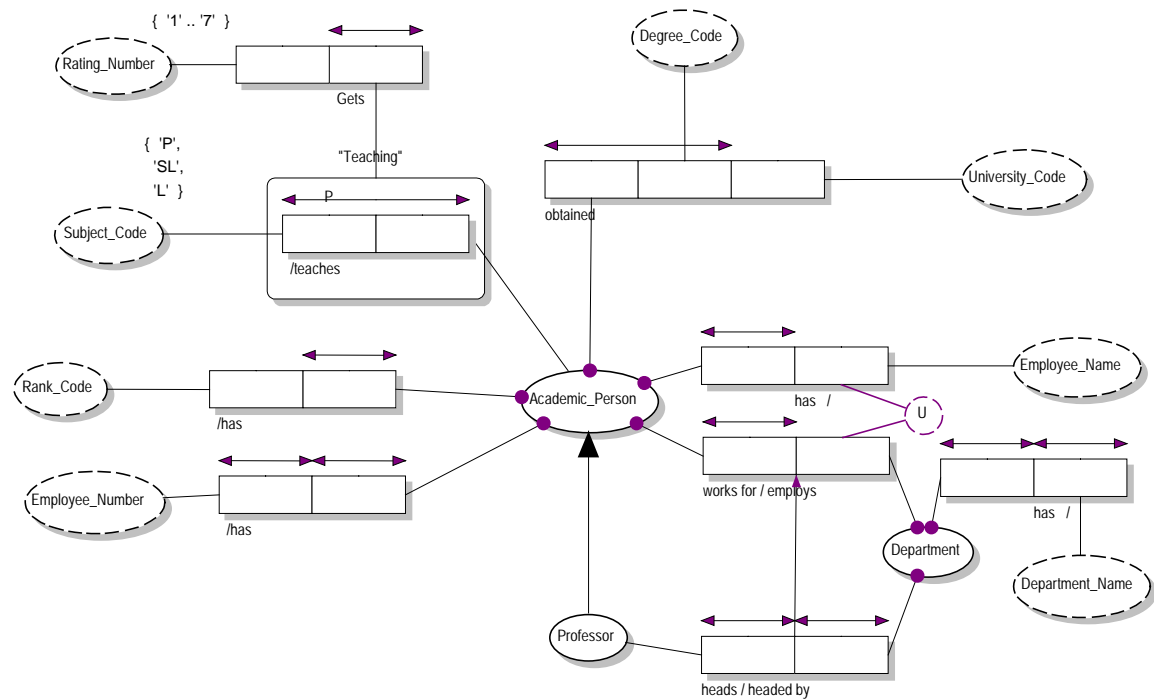 { '1' .. '7' }
Rating_Number
Gets
Degree_Code
{ 'P',
'SL',
'L' }
"Teaching"
P
obtained
University_Code
Subject_Code
/teaches
Rank_Code
/has
Academic_Person
has /
Employee_Name
U
Employee_Number
/has
works for / employs
has /
Department
Department_Name
Professor
heads / headed by